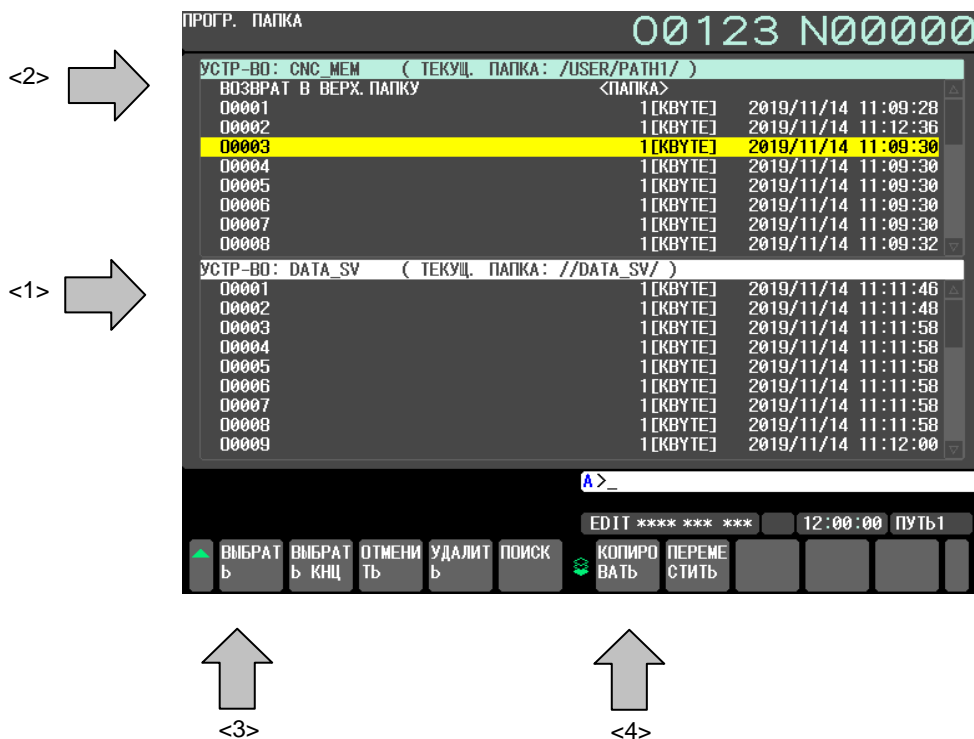 ПРОГР. ПАПКА
O0123 N00000
<2>
УСТР-ВО: CNC_MEM ( ТЕКУЩ. ПАПКА: /USER/PATH1/ )
ВОЗВРАТ В ВЕРХ. ПАПКУ <ПАПКА>
O0001 1[KBYTE] 2019/11/14 11:09:28
O0002 1[KBYTE] 2019/11/14 11:12:36
O0003 1[KBYTE] 2019/11/14 11:09:30
O0004 1[KBYTE] 2019/11/14 11:09:30
O0005 1[KBYTE] 2019/11/14 11:09:30
O0006 1[KBYTE] 2019/11/14 11:09:30
O0007 1[KBYTE] 2019/11/14 11:09:30
O0008 1[KBYTE] 2019/11/14 11:09:32
<1>
УСТР-ВО: DATA_SV ( ТЕКУЩ. ПАПКА: //DATA_SV/ )
O0001 1[KBYTE] 2019/11/14 11:11:46
O0002 1[KBYTE] 2019/11/14 11:11:48
O0003 1[KBYTE] 2019/11/14 11:11:58
O0004 1[KBYTE] 2019/11/14 11:11:58
O0005 1[KBYTE] 2019/11/14 11:11:58
O0006 1[KBYTE] 2019/11/14 11:11:58
O0007 1[KBYTE] 2019/11/14 11:11:58
O0008 1[KBYTE] 2019/11/14 11:11:58
O0009 1[KBYTE] 2019/11/14 11:12:00
A>_
EDIT **** *** *** 12:00:00 ПУТЬ1
ВЫБРАТ ВЫБРАТ ОТМЕНИ УДАЛИТ ПОИСК КОПИРО ПЕРЕМЕ
Ь Ь КНЦ ТЬ Ь ВАТЬ СТИТЬ
<3> <4>